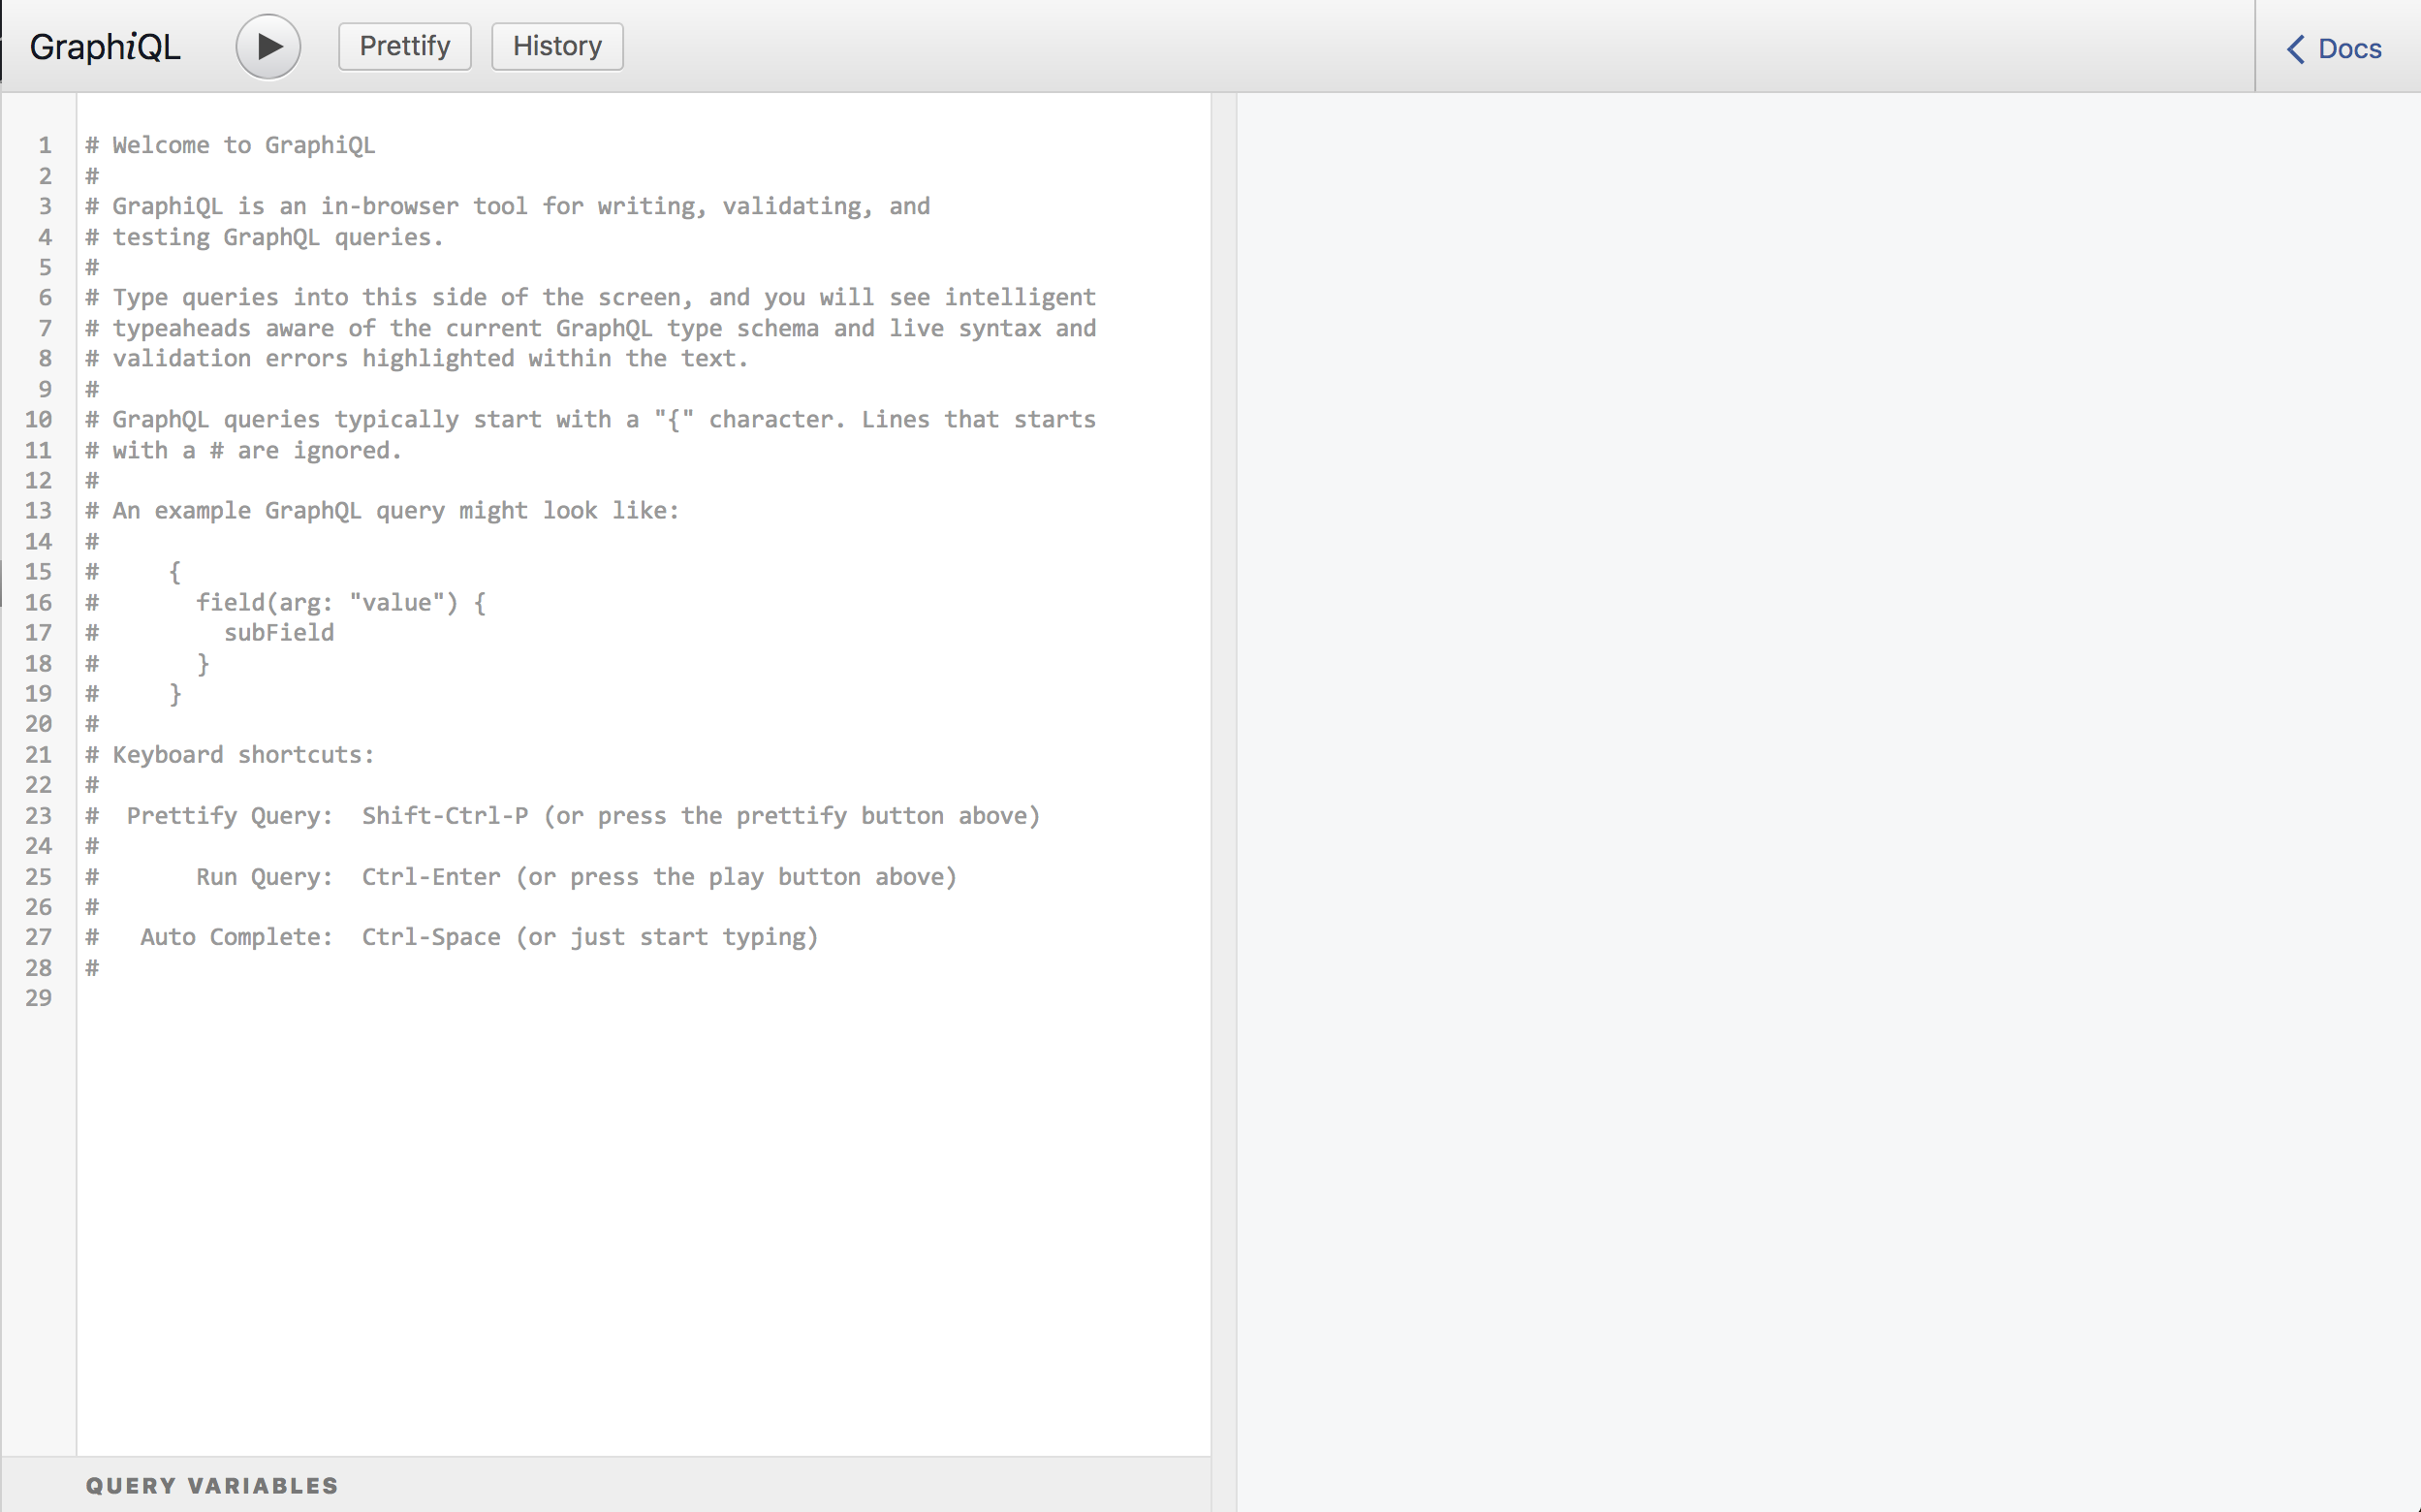 GraphiQL Prettify History Docs
1 # Welcome to GraphiQL
2 #
3 # GraphiQL is an in-browser tool for writing, validating, and
4 # testing GraphQL queries.
5 #
6 # Type queries into this side of the screen, and you will see intelligent
7 # typeaheads aware of the current GraphQL type schema and live syntax and
8 # validation errors highlighted within the text.
9 #
10 # GraphQL queries typically start with a "{" character. Lines that starts
11 # with a # are ignored.
12 #
13 # An example GraphQL query might look like:
14 #
15 #     {
16 #       field(arg: "value") {
17 #         subField
18 #       }
19 #     }
20 #
21 # Keyboard shortcuts:
22 #
23 #  Prettify Query:  Shift-Ctrl-P (or press the prettify button above)
24 #
25 #       Run Query:  Ctrl-Enter (or press the play button above)
26 #
27 #   Auto Complete:  Ctrl-Space (or just start typing)
28 #
29
QUERY VARIABLES